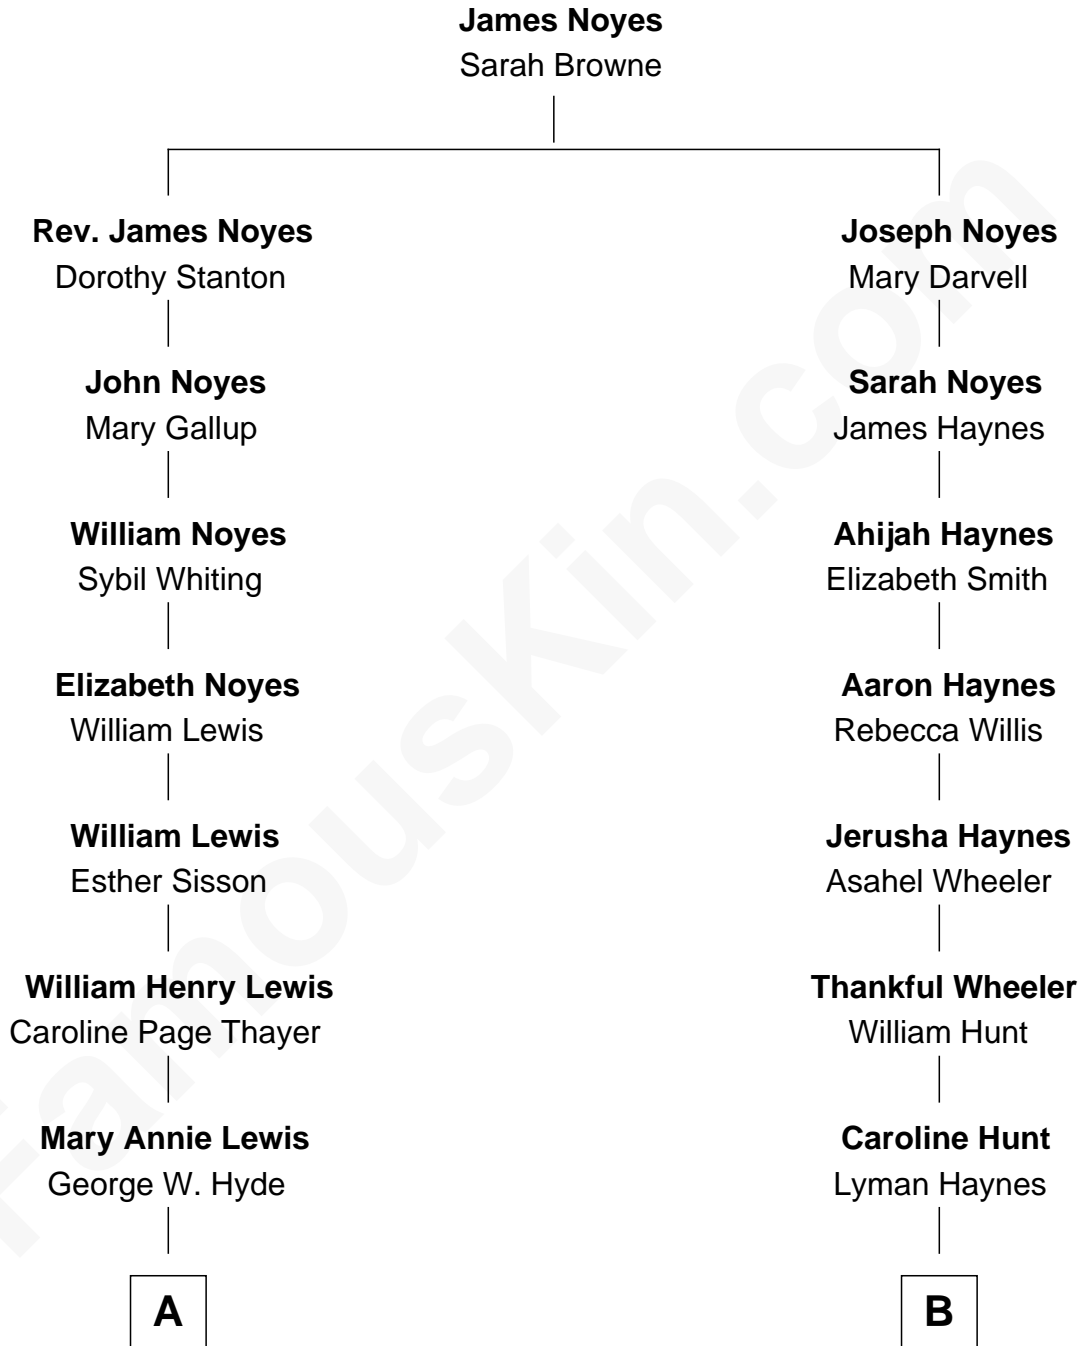 James Noyes
Sarah Browne
Rev. James Noyes
Dorothy Stanton
John Noyes
Mary Gallup
William Noyes
Sybil Whiting
Elizabeth Noyes
William Lewis
William Lewis
Esther Sisson
William Henry Lewis
Caroline Page Thayer
Mary Annie Lewis
George W. Hyde
A
Joseph Noyes
Mary Darvell
Sarah Noyes
James Haynes
Ahijah Haynes
Elizabeth Smith
Aaron Haynes
Rebecca Willis
Jerusha Haynes
Asahel Wheeler
Thankful Wheeler
William Hunt
Caroline Hunt
Lyman Haynes
B
FamousKin.com